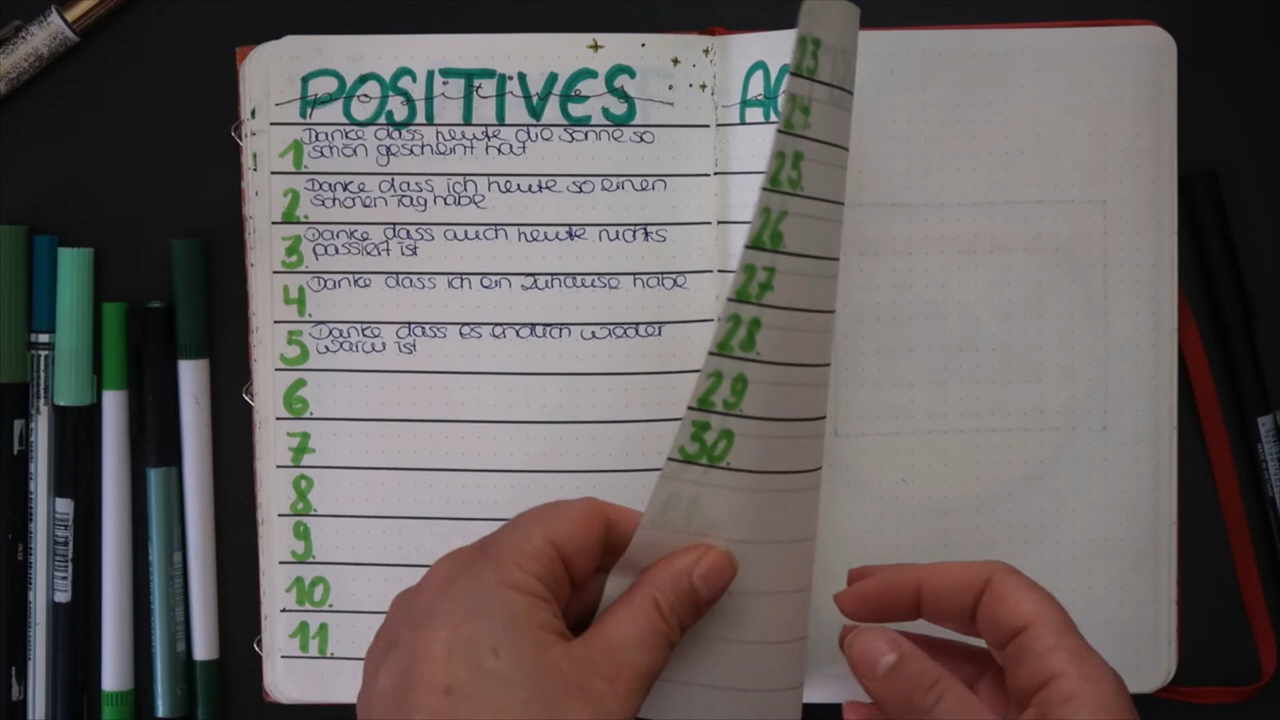 POSITIVES
positives
AC
1. Danke dass heute die Sonne so
schön gescheint hat
2. Danke dass ich heute so einen
schönen Tag habe
3. Danke dass auch heute nichts
passiert ist
4. Danke dass ich ein Zuhause habe
5. Danke dass es endlich wieder
warm ist
6.
7.
8.
9.
10.
11.
23
24
25.
26.
27
28.
29
30.